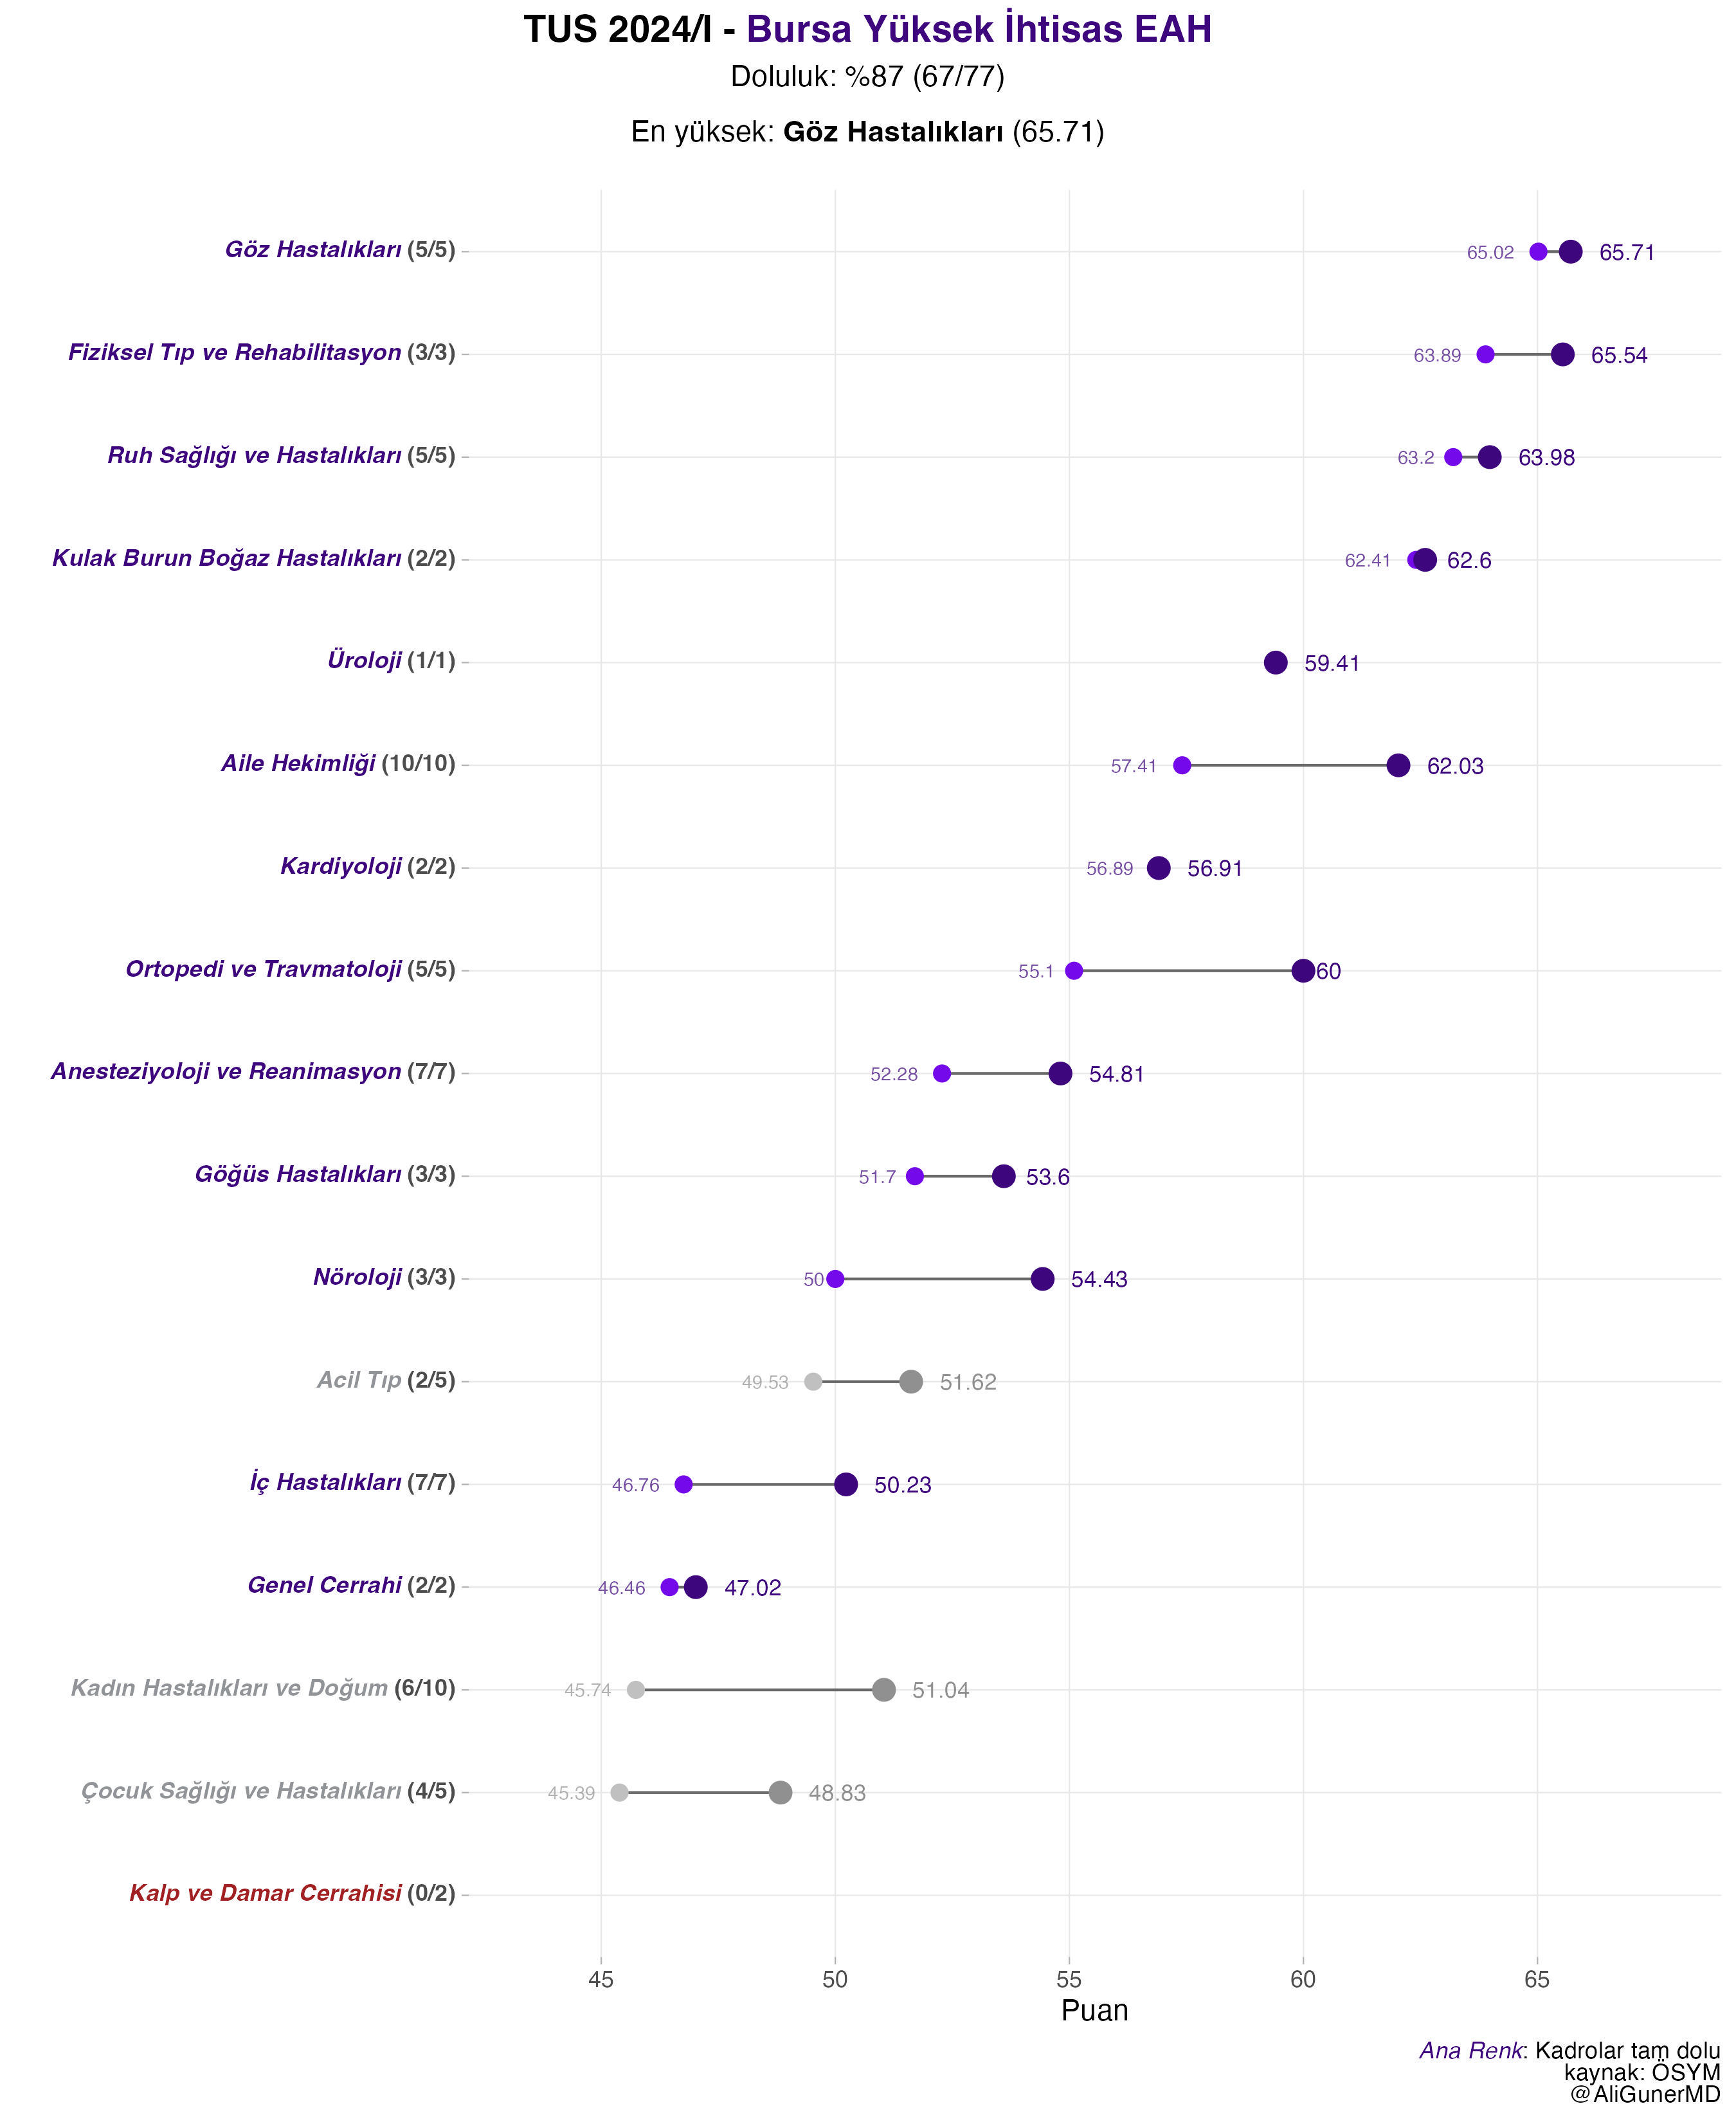 TUS 2024/I - Bursa Yüksek İhtisas EAH
Doluluk: %87 (67/77)
En yüksek: Göz Hastalıkları (65.71)
Göz Hastalıkları (5/5) 65.02 65.71
Fiziksel Tıp ve Rehabilitasyon (3/3) 63.89 65.54
Ruh Sağlığı ve Hastalıkları (5/5) 63.2 63.98
Kulak Burun Boğaz Hastalıkları (2/2) 62.41 62.6
Üroloji (1/1) 59.41
Aile Hekimliği (10/10) 57.41 62.03
Kardiyoloji (2/2) 56.89 56.91
Ortopedi ve Travmatoloji (5/5) 55.1 60
Anesteziyoloji ve Reanimasyon (7/7) 52.28 54.81
Göğüs Hastalıkları (3/3) 51.7 53.6
Nöroloji (3/3) 50 54.43
Acil Tıp (2/5) 49.53 51.62
İç Hastalıkları (7/7) 46.76 50.23
Genel Cerrahi (2/2) 46.46 47.02
Kadın Hastalıkları ve Doğum (6/10) 45.74 51.04
Çocuk Sağlığı ve Hastalıkları (4/5) 45.39 48.83
Kalp ve Damar Cerrahisi (0/2)
45 50 55 60 65
Puan
Ana Renk: Kadrolar tam dolu
kaynak: ÖSYM
@AliGunerMD